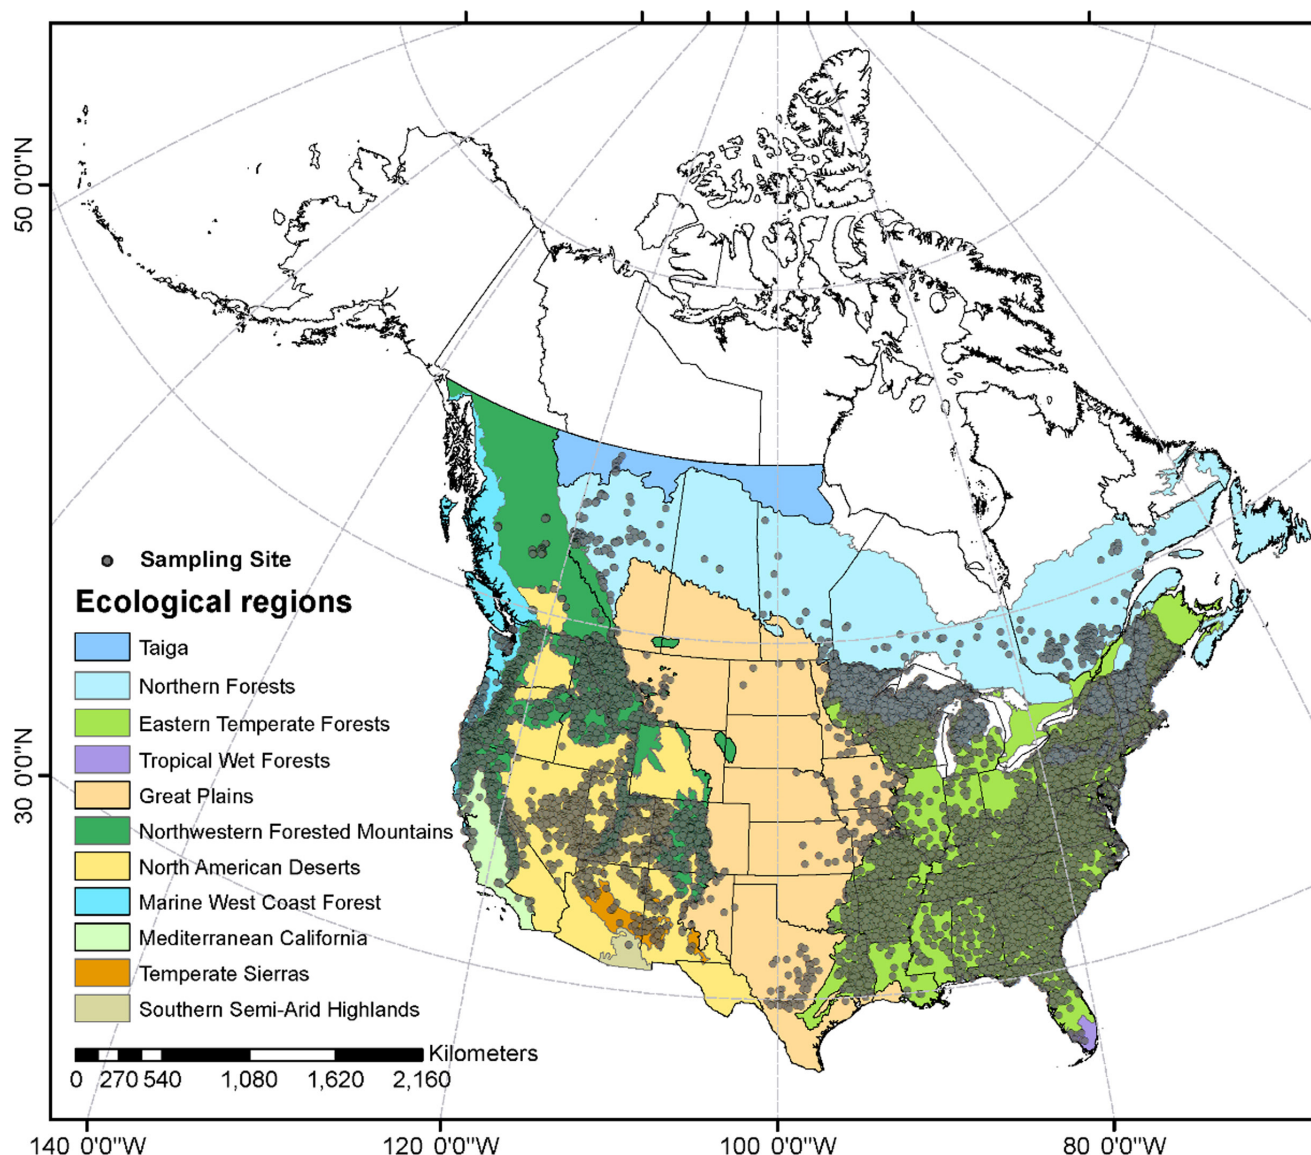 50 0'0"N
30 0'0"N
Sampling Site
Ecological regions
Taiga
Northern Forests
Eastern Temperate Forests
Tropical Wet Forests
Great Plains
Northwestern Forested Mountains
North American Deserts
Marine West Coast Forest
Mediterranean California
Temperate Sierras
Southern Semi-Arid Highlands
Kilometers
0 270 540 1,080 1,620 2,160
140 0'0"W 120 0'0"W 100 0'0"W 80 0'0"W